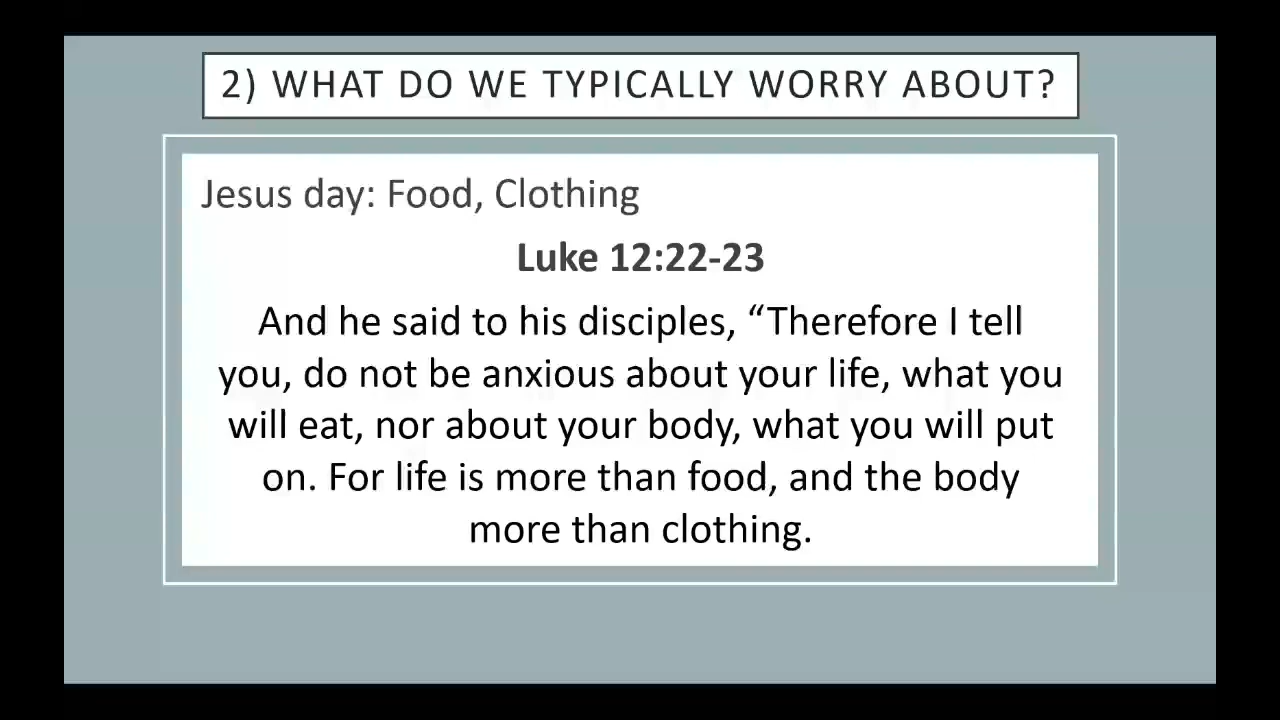 2) WHAT DO WE TYPICALLY WORRY ABOUT?
Jesus day: Food, Clothing
Luke 12:22-23
And he said to his disciples, “Therefore I tell
you, do not be anxious about your life, what you
will eat, nor about your body, what you will put
on. For life is more than food, and the body
more than clothing.